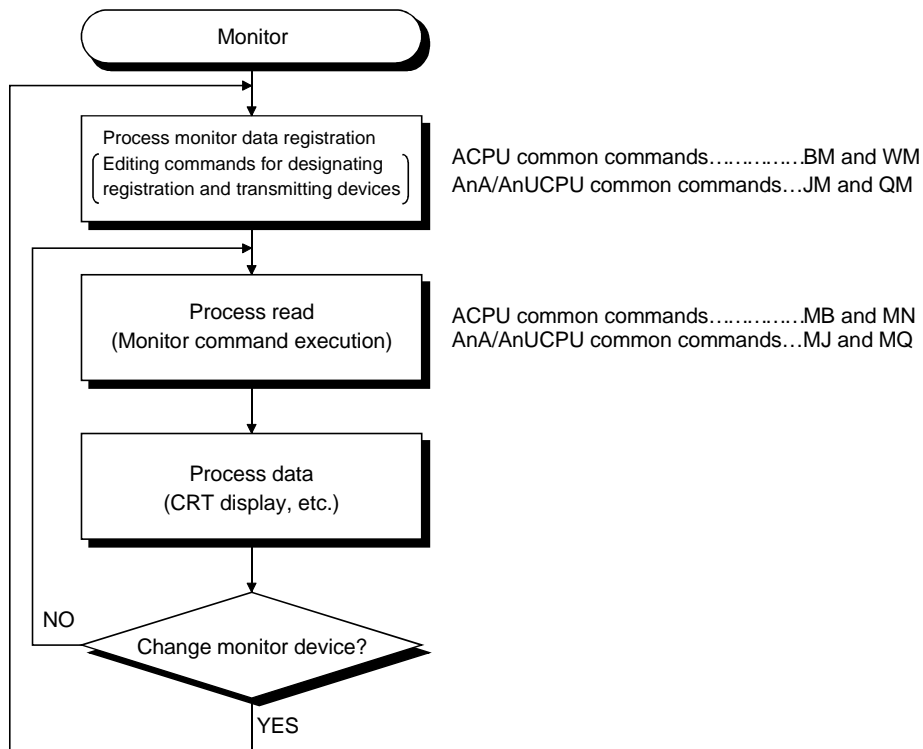 Monitor
Process monitor data registration
Editing commands for designating
registration and transmitting devices
ACPU common commands……………BM and WM
AnA/AnUCPU common commands…JM and QM
Process read
(Monitor command execution)
ACPU common commands……………MB and MN
AnA/AnUCPU common commands…MJ and MQ
Process data
(CRT display, etc.)
NO
Change monitor device?
YES